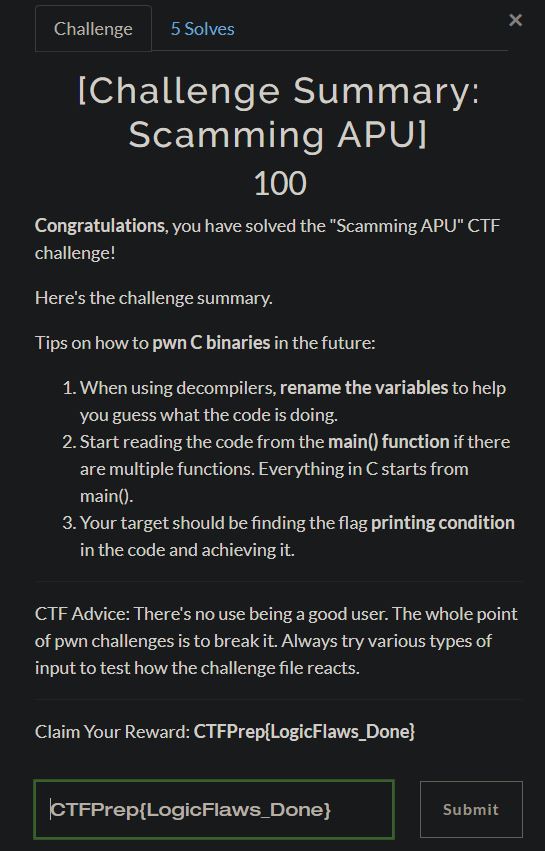 Challenge
5 Solves
×
[Challenge Summary:
Scamming APU]
100
Congratulations, you have solved the "Scamming APU" CTF
challenge!
Here's the challenge summary.
Tips on how to pwn C binaries in the future:
1. When using decompilers, rename the variables to help
you guess what the code is doing.
2. Start reading the code from the main() function if there
are multiple functions. Everything in C starts from
main().
3. Your target should be finding the flag printing condition
in the code and achieving it.
CTF Advice: There's no use being a good user. The whole point
of pwn challenges is to break it. Always try various types of
input to test how the challenge file reacts.
Claim Your Reward: CTFPrep{LogicFlaws_Done}
CTFPrep{LogicFlaws_Done}
Submit